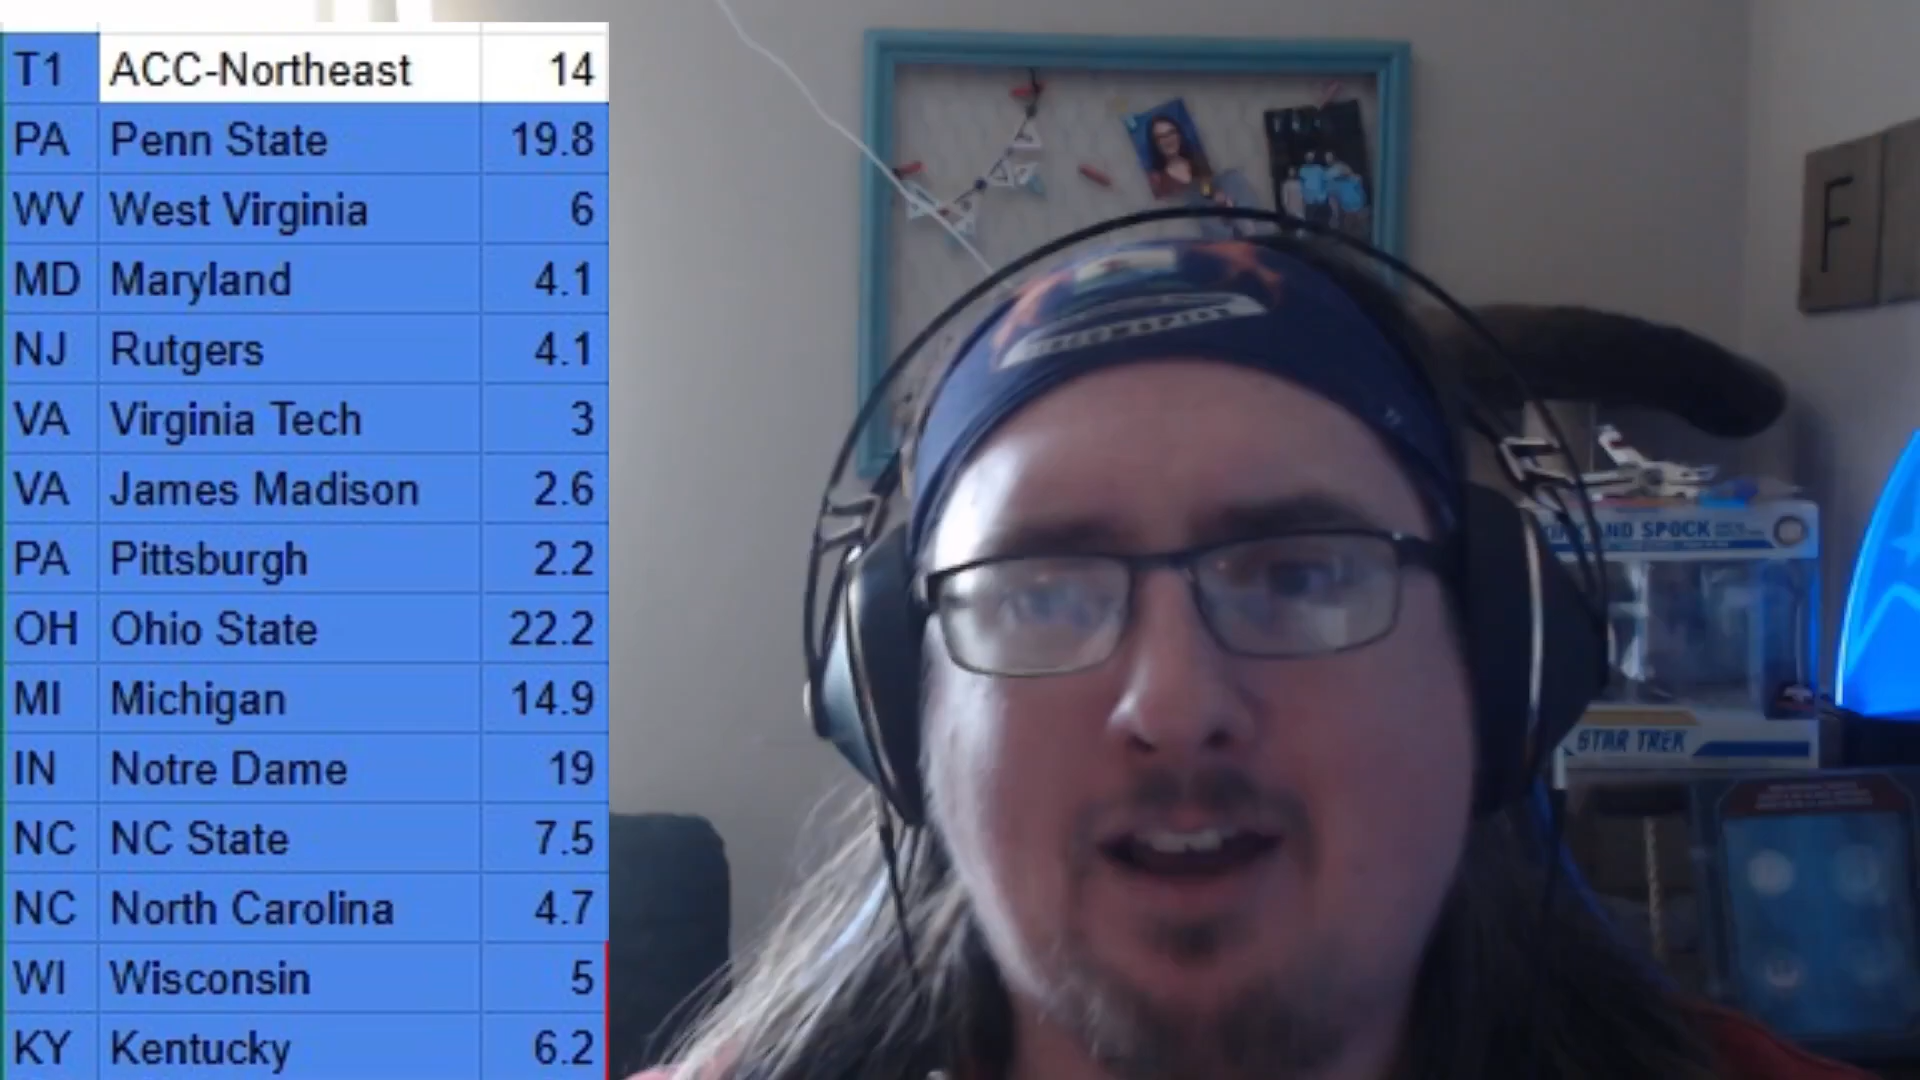 T1 ACC-Northeast 14
PA Penn State 19.8
WV West Virginia 6
MD Maryland 4.1
NJ Rutgers 4.1
VA Virginia Tech 3
VA James Madison 2.6
PA Pittsburgh 2.2
OH Ohio State 22.2
MI Michigan 14.9
IN Notre Dame 19
NC NC State 7.5
NC North Carolina 4.7
WI Wisconsin 5
KY Kentucky 6.2
F
AND SPOCK
STAR TREK